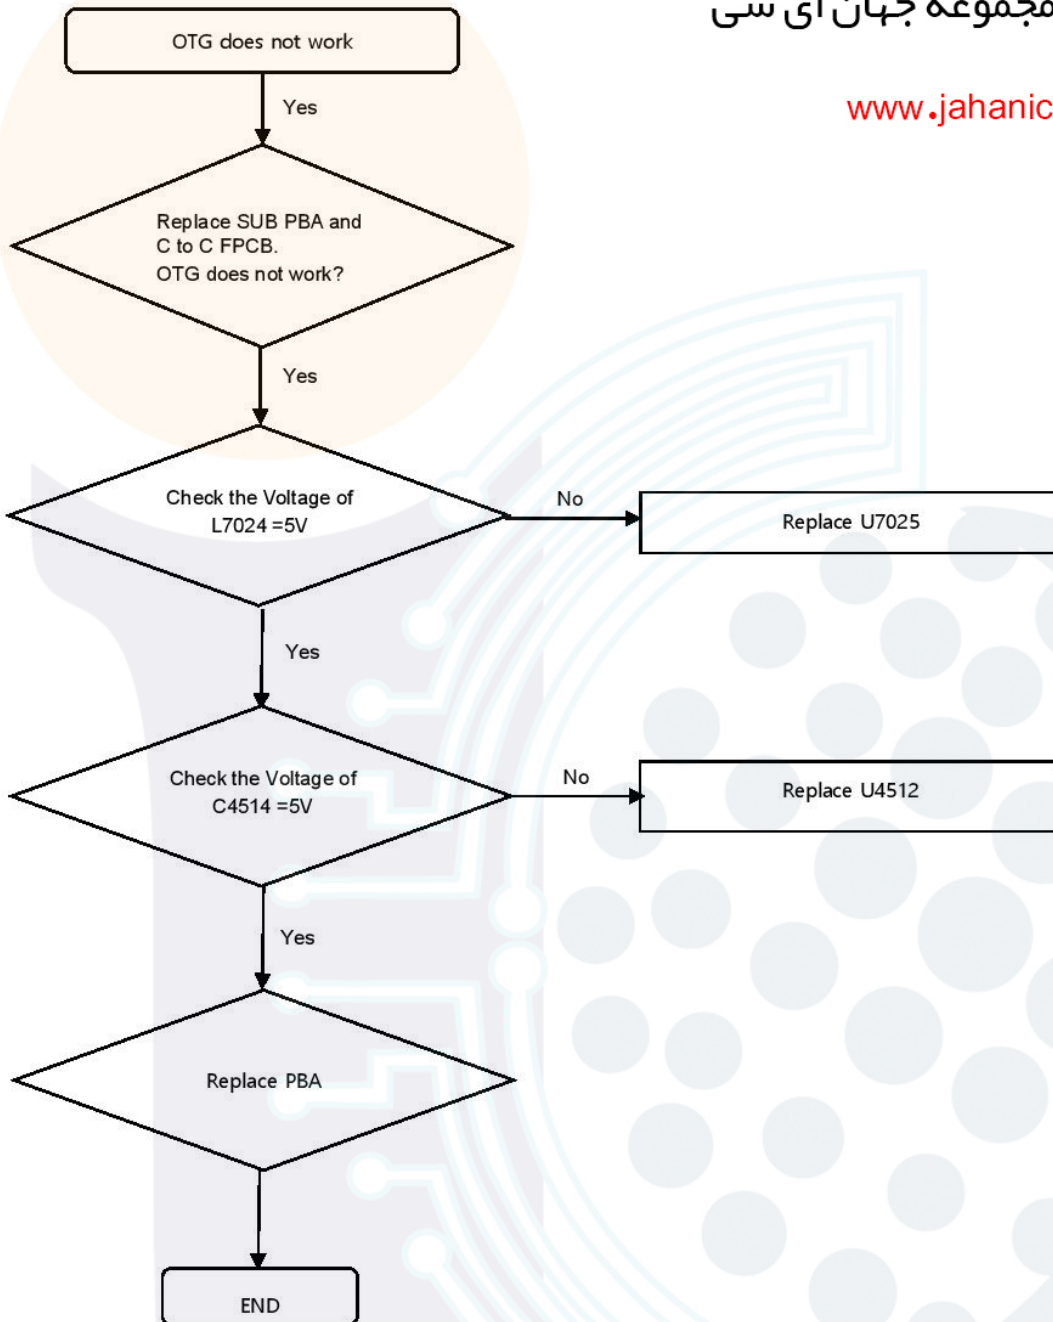 مجموعه جهان ای سی
www.jahanic
OTG does not work
Yes
Replace SUB PBA and
C to C FPCB.
OTG does not work?
Yes
Check the Voltage of
L7024 =5V
No
Replace U7025
Yes
Check the Voltage of
C4514 =5V
No
Replace U4512
Yes
Replace PBA
END